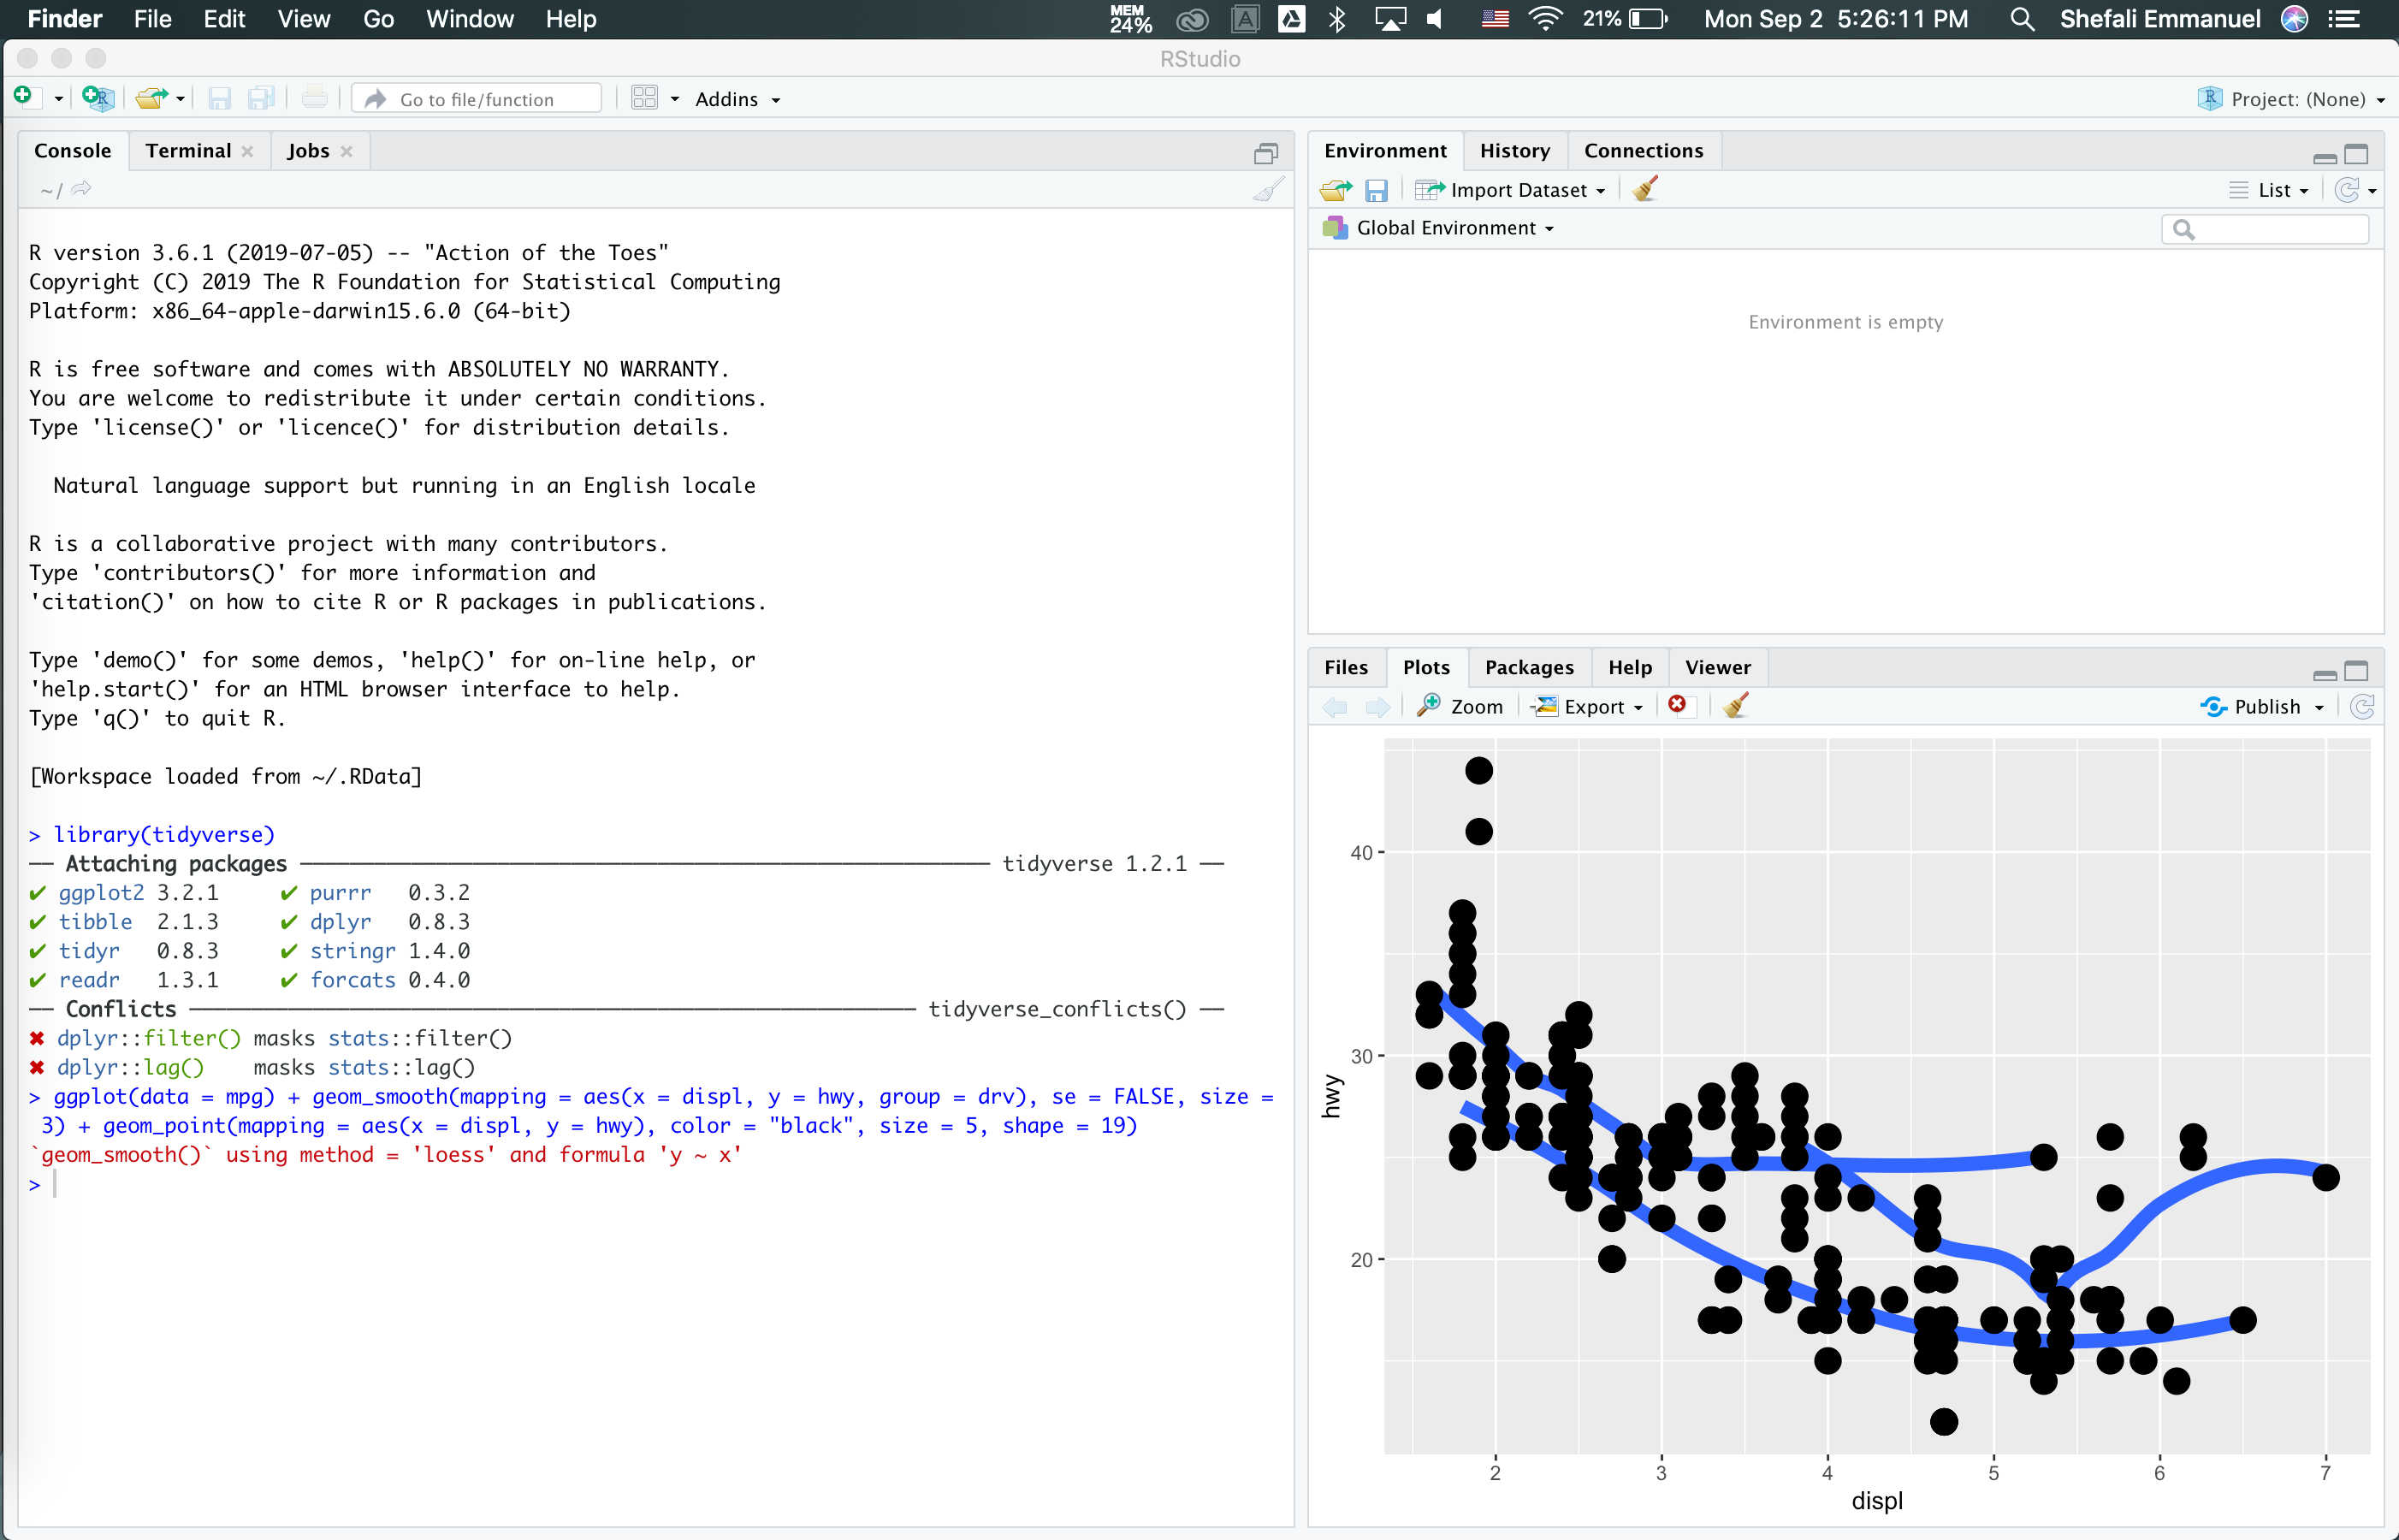 Finder File Edit View Go Window Help MEM 24% A 21% Mon Sep 2 5:26:11 PM Shefali Emmanuel
RStudio
R Go to file/function Addins R Project: (None)
Console Terminal Jobs
~/
R version 3.6.1 (2019-07-05) -- "Action of the Toes"
Copyright (C) 2019 The R Foundation for Statistical Computing
Platform: x86_64-apple-darwin15.6.0 (64-bit)
R is free software and comes with ABSOLUTELY NO WARRANTY.
You are welcome to redistribute it under certain conditions.
Type 'license()' or 'licence()' for distribution details.
Natural language support but running in an English locale
R is a collaborative project with many contributors.
Type 'contributors()' for more information and
'citation()' on how to cite R or R packages in publications.
Type 'demo()' for some demos, 'help()' for on-line help, or
'help.start()' for an HTML browser interface to help.
Type 'q()' to quit R.
[Workspace loaded from ~/.RData]
> library(tidyverse)
── Attaching packages ──────────────────── tidyverse 1.2.1 ──
✔ ggplot2 3.2.1 ✔ purrr 0.3.2
✔ tibble 2.1.3 ✔ dplyr 0.8.3
✔ tidyr 0.8.3 ✔ stringr 1.4.0
✔ readr 1.3.1 ✔ forcats 0.4.0
── Conflicts ──────────────────── tidyverse_conflicts() ──
✖ dplyr::filter() masks stats::filter()
✖ dplyr::lag() masks stats::lag()
> ggplot(data = mpg) + geom_smooth(mapping = aes(x = displ, y = hwy, group = drv), se = FALSE, size =
3) + geom_point(mapping = aes(x = displ, y = hwy), color = "black", size = 5, shape = 19)
`geom_smooth()` using method = 'loess' and formula 'y ~ x'
>
Environment History Connections
Import Dataset List
Global Environment
Environment is empty
Files Plots Packages Help Viewer
Zoom Export Publish
40
30
20
hwy
2 3 4 5 6 7
displ